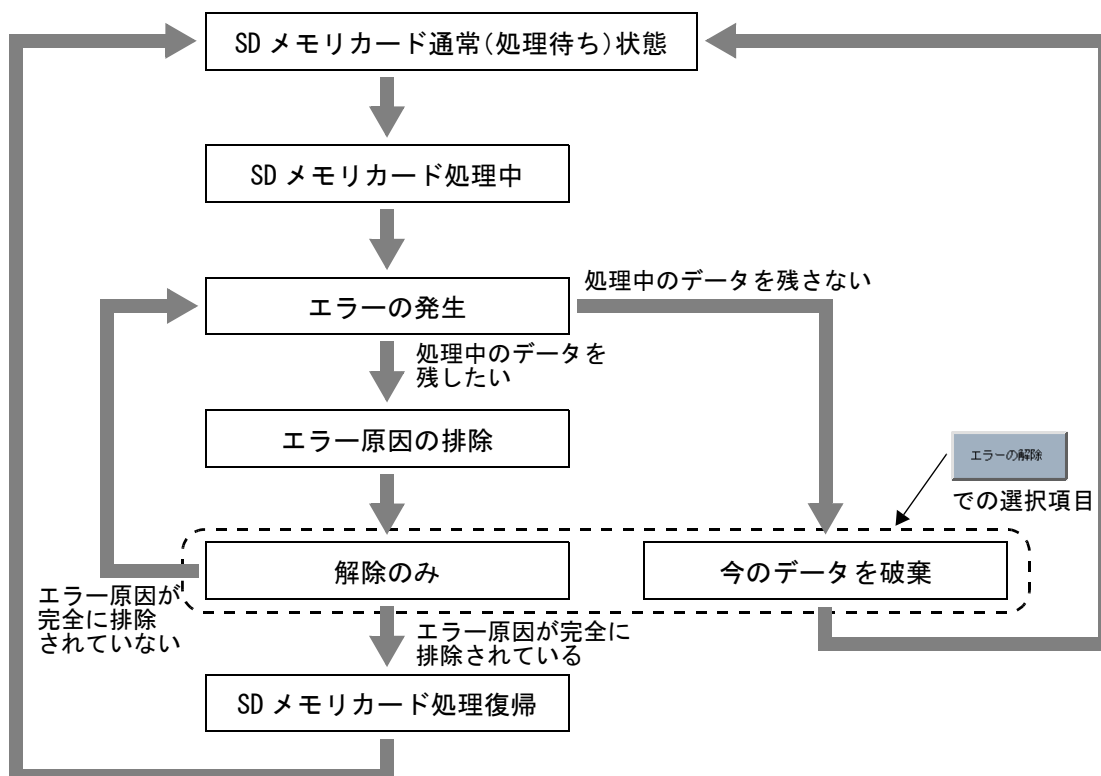 SD メモリカード通常(処理待ち)状態
SD メモリカード処理中
処理中のデータを残さない
エラーの発生
処理中のデータを
残したい
エラー原因の排除
エラーの解除
での選択項目
解除のみ
今のデータを破棄
エラー原因が
完全に排除
されていない
エラー原因が完全に
排除されている
SD メモリカード処理復帰